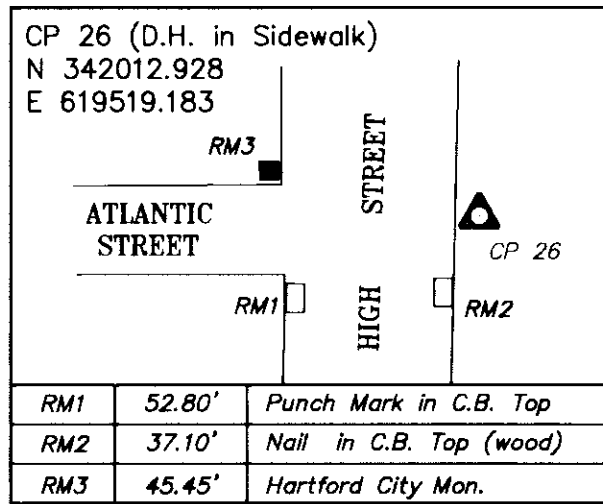 CP 26 (D.H. in Sidewalk)
N 342012.928
E 619519.183
RM3
STREET
ATLANTIC
STREET
CP 26
RM1
HIGH
RM2
RM1 52.80' Punch Mark in C.B. Top
RM2 37.10' Nail in C.B. Top (wood)
RM3 45.45' Hartford City Mon.